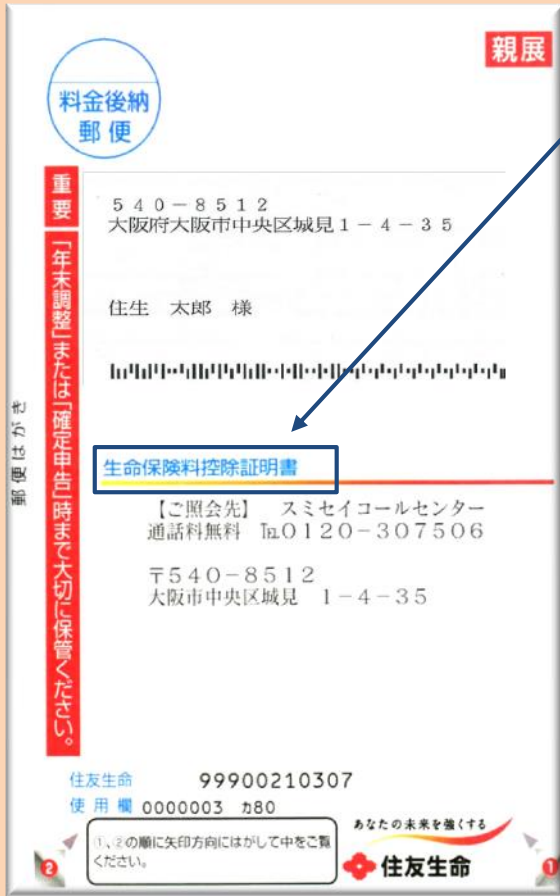 親展
料金後納
郵便
重要
「年末調整」または「確定申告」時まで大切に保管ください。
郵便はがき
540-8512
大阪府大阪市中央区城見1-4-35
住生 太郎 様
生命保険料控除証明書
【ご照会先】 スミセイコールセンター
通話料無料 ℡0120-307506
〒540-8512
大阪市中央区城見 1-4-35
住友生命 99900210307
使用欄 0000003 カ80
①、②の順に矢印方向にはがして中をご覧
ください。
あなたの未来を強くする
住友生命
②
①